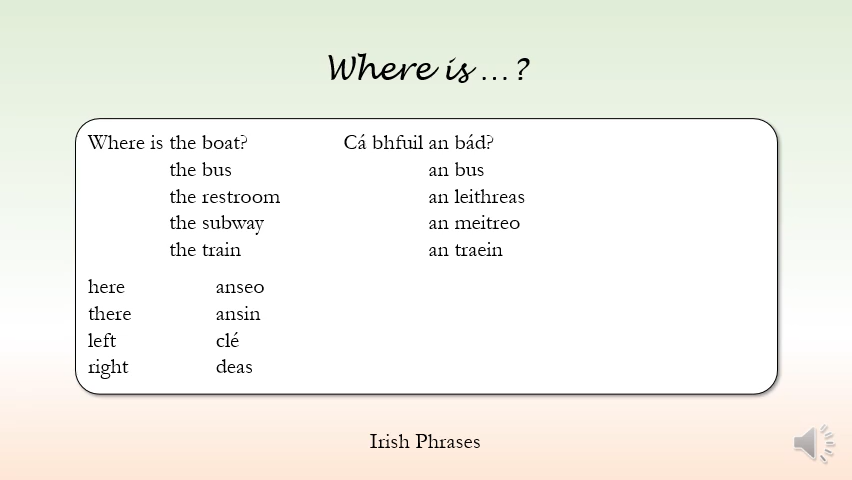 Where is ...?
Where is the boat? Cá bhfuil an bád?
the bus an bus
the restroom an leithreas
the subway an meitreo
the train an traein
here anseo
there ansin
left clé
right deas
Irish Phrases